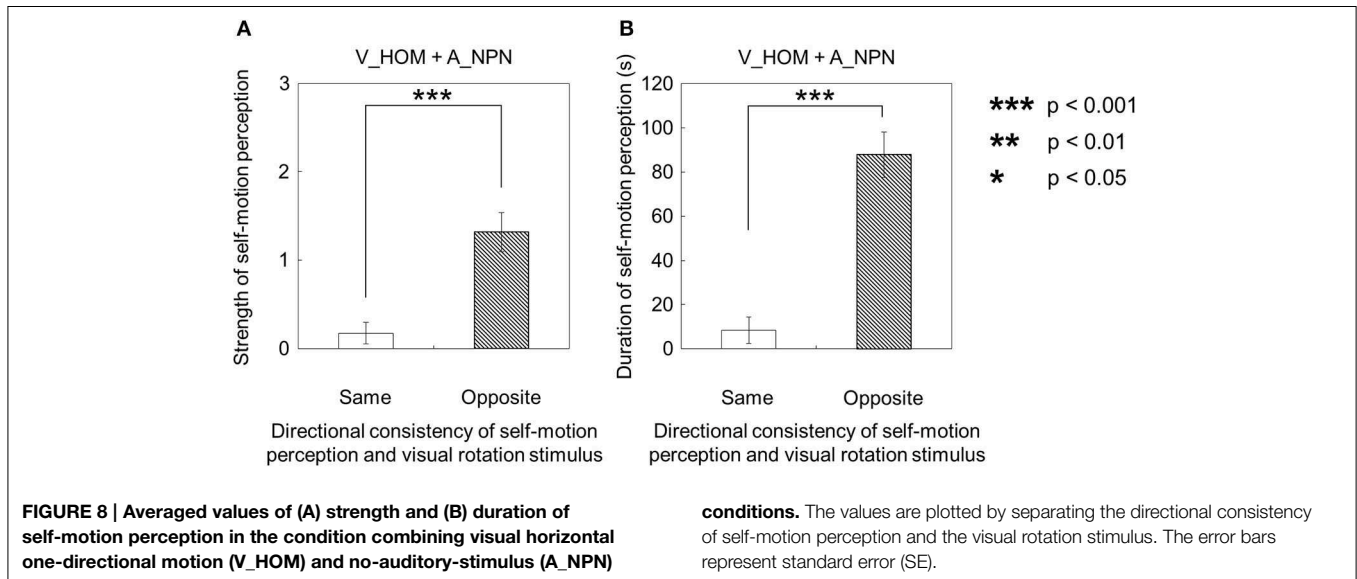 A
V_HOM + A_NPN
Strength of self-motion perception
3
2
1
0
***
Same
Opposite
Directional consistency of self-motion
perception and visual rotation stimulus
B
V_HOM + A_NPN
Duration of self-motion perception (s)
120
100
80
60
40
20
0
***
Same
Opposite
Directional consistency of self-motion
perception and visual rotation stimulus
*** p < 0.001
** p < 0.01
* p < 0.05
FIGURE 8 | Averaged values of (A) strength and (B) duration of
self-motion perception in the condition combining visual horizontal
one-directional motion (V_HOM) and no-auditory-stimulus (A_NPN)
conditions. The values are plotted by separating the directional consistency
of self-motion perception and the visual rotation stimulus. The error bars
represent standard error (SE).